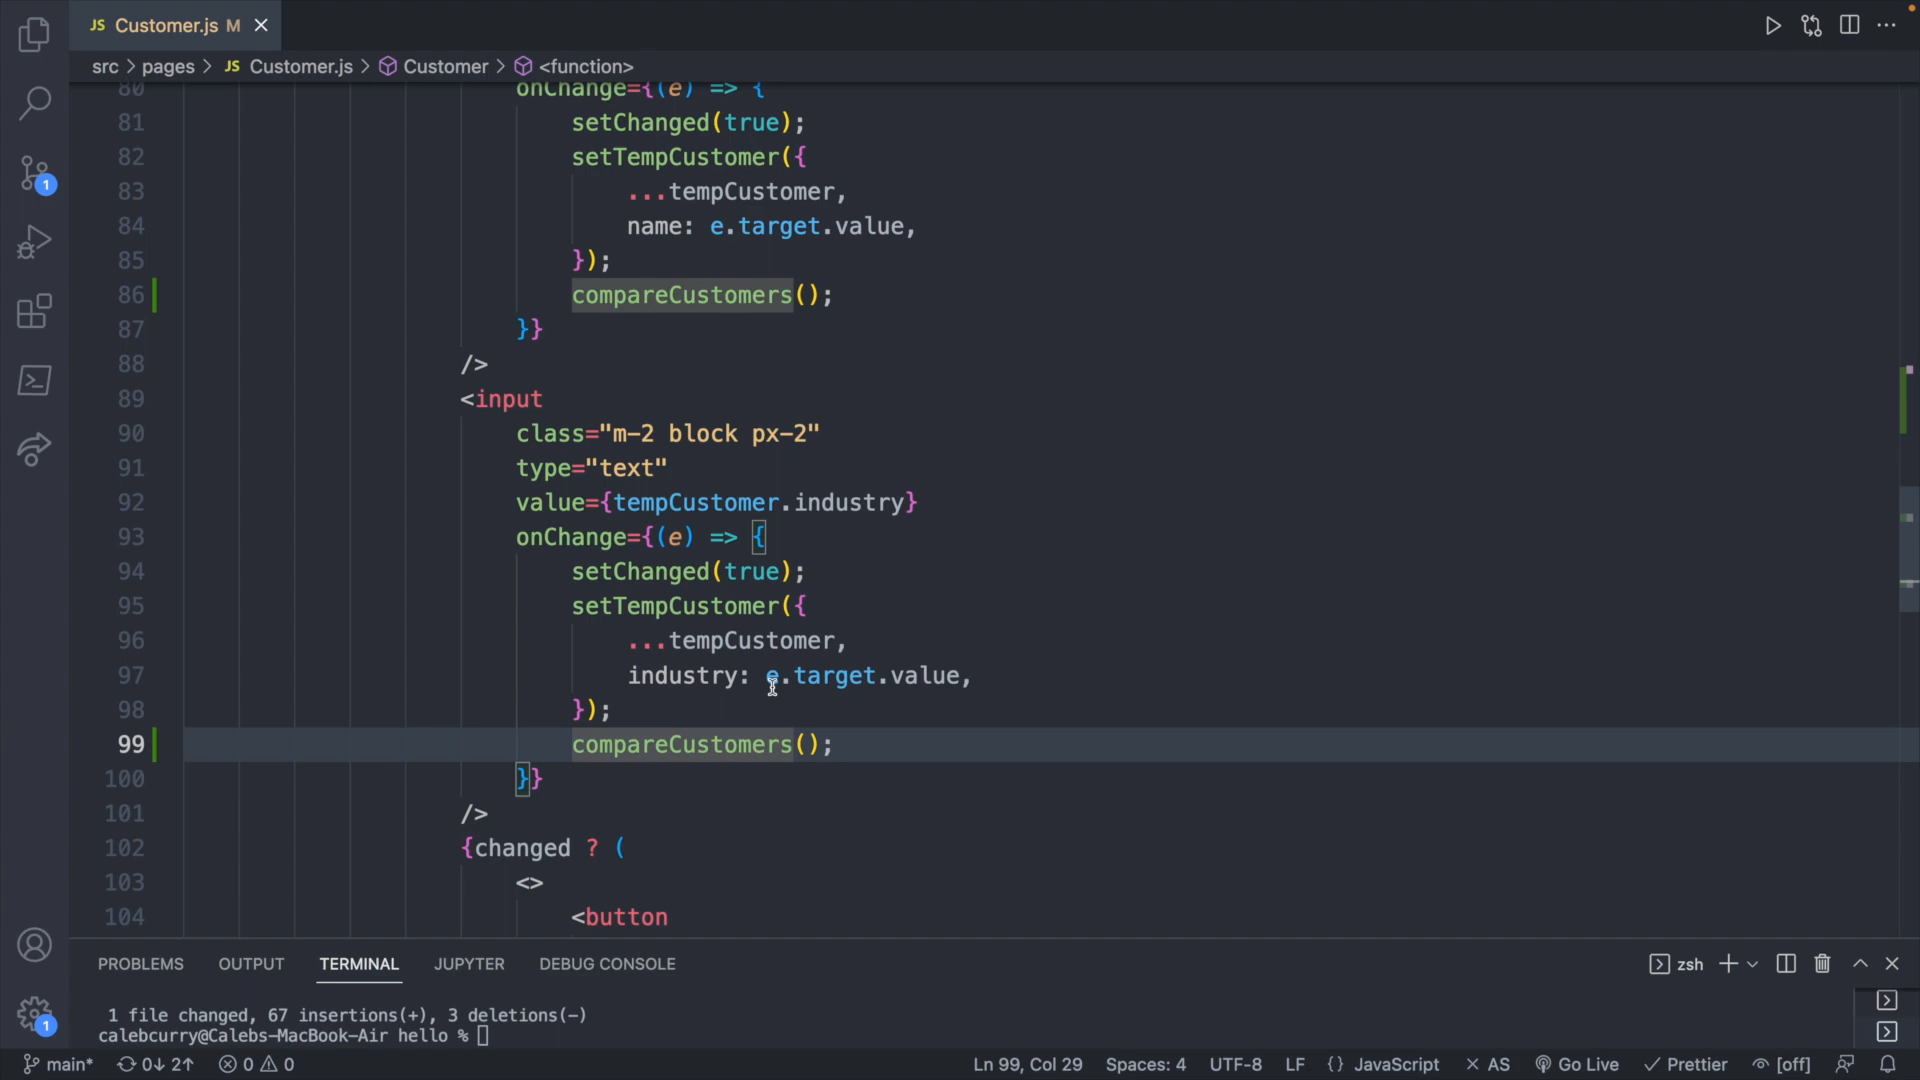 JS Customer.js M
src > pages > JS Customer.js > Customer > <function>
80 onChange={(e) => {
81 setChanged(true);
82 setTempCustomer({
83 ...tempCustomer,
84 name: e.target.value,
85 });
86 compareCustomers();
87 }}
88 />
89 <input
90 class="m-2 block px-2"
91 type="text"
92 value={tempCustomer.industry}
93 onChange={(e) => {
94 setChanged(true);
95 setTempCustomer({
96 ...tempCustomer,
97 industry: e.target.value,
98 });
99 compareCustomers();
100 }}
101 />
102 {changed ? (
103 <>
104 <button
1
1
PROBLEMS OUTPUT TERMINAL JUPYTER DEBUG CONSOLE zsh
1 file changed, 67 insertions(+), 3 deletions(-)
calebcurry@Calebs-MacBook-Air hello %
main* 0↓ 2↑ 0 0 Ln 99, Col 29 Spaces: 4 UTF-8 LF {} JavaScript × AS Go Live ✓ Prettier [off]